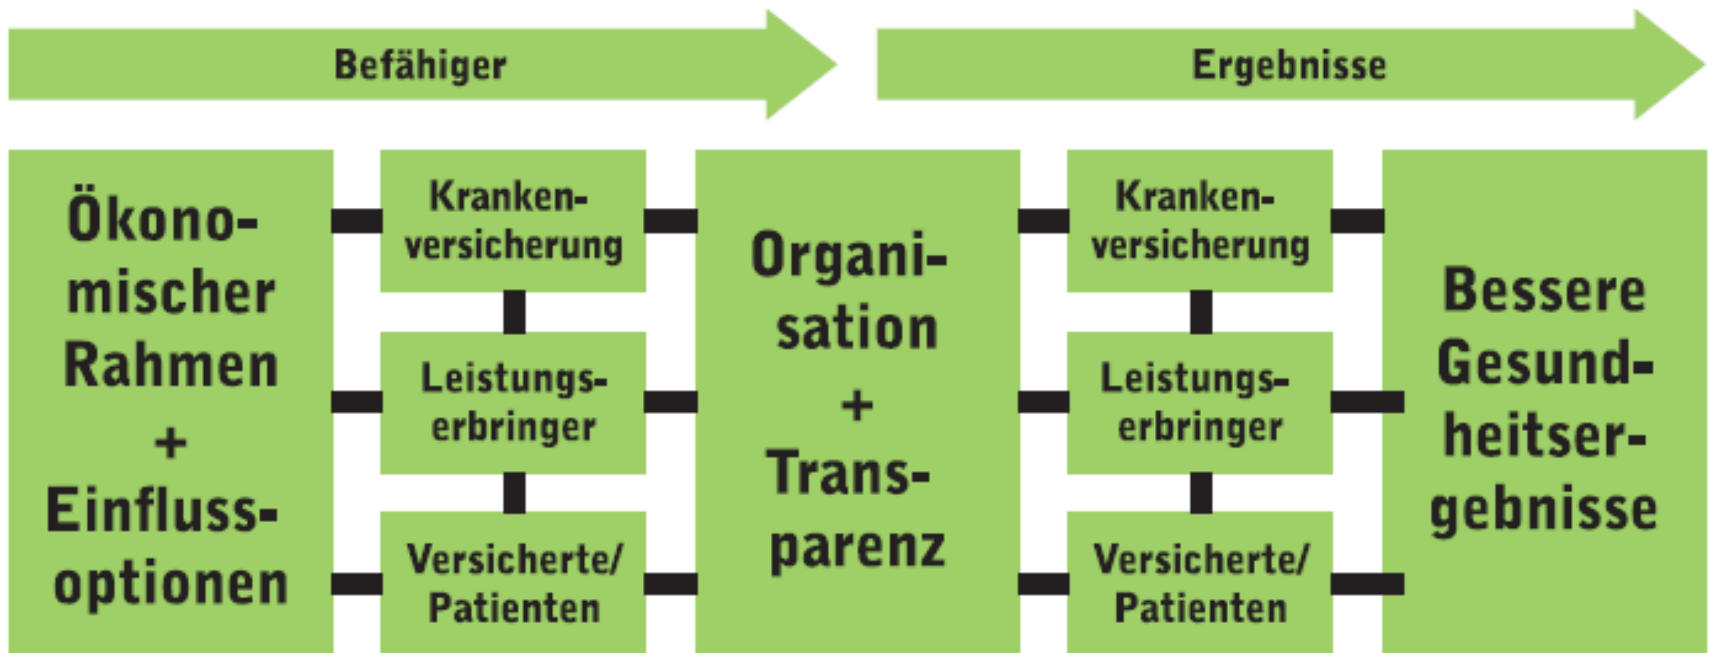 Befähiger
Ergebnisse
Ökono-
mischer
Rahmen
+
Einfluss-
optionen
Kranken-
versicherung
Leistungs-
erbringer
Versicherte/
Patienten
Organi-
sation
+
Trans-
parenz
Kranken-
versicherung
Leistungs-
erbringer
Versicherte/
Patienten
Bessere
Gesund-
heitser-
gebnisse